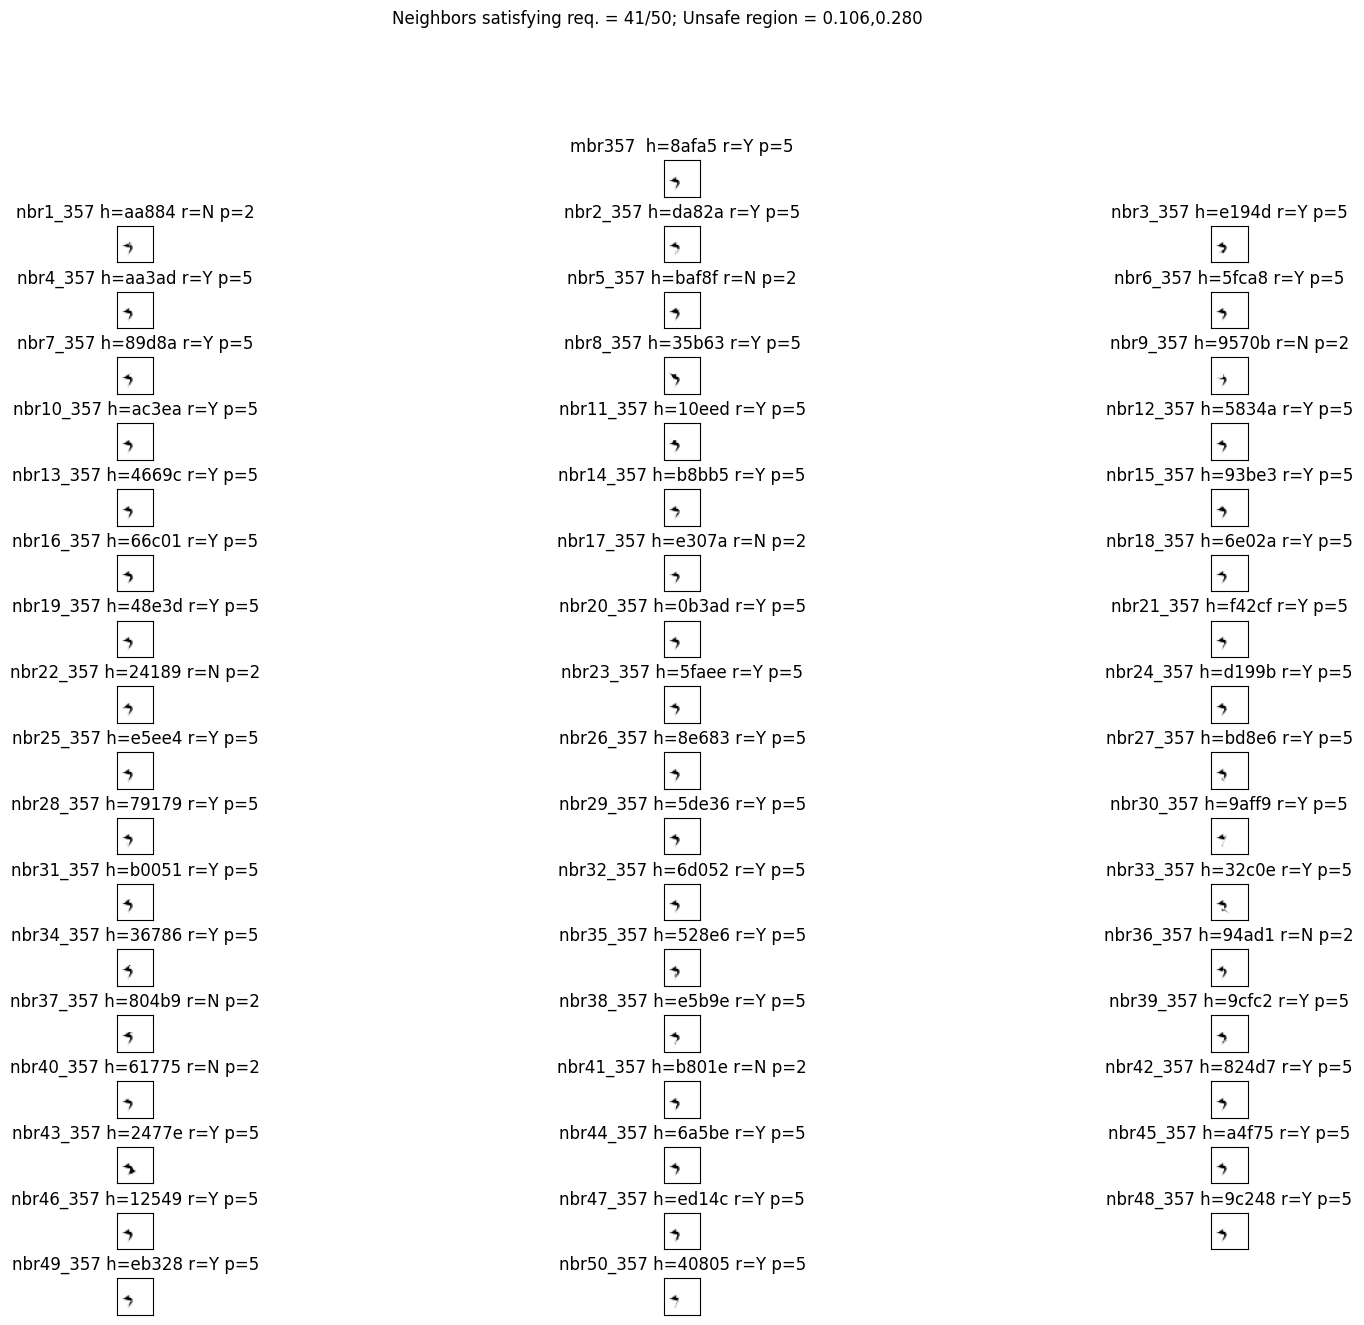 Neighbors satisfying req. = 41/50; Unsafe region = 0.106,0.280
mbr357  h=8afa5 r=Y p=5
nbr1_357 h=aa884 r=N p=2
nbr2_357 h=da82a r=Y p=5
nbr3_357 h=e194d r=Y p=5
nbr4_357 h=aa3ad r=Y p=5
nbr5_357 h=baf8f r=N p=2
nbr6_357 h=5fca8 r=Y p=5
nbr7_357 h=89d8a r=Y p=5
nbr8_357 h=35b63 r=Y p=5
nbr9_357 h=9570b r=N p=2
nbr10_357 h=ac3ea r=Y p=5
nbr11_357 h=10eed r=Y p=5
nbr12_357 h=5834a r=Y p=5
nbr13_357 h=4669c r=Y p=5
nbr14_357 h=b8bb5 r=Y p=5
nbr15_357 h=93be3 r=Y p=5
nbr16_357 h=66c01 r=Y p=5
nbr17_357 h=e307a r=N p=2
nbr18_357 h=6e02a r=Y p=5
nbr19_357 h=48e3d r=Y p=5
nbr20_357 h=0b3ad r=Y p=5
nbr21_357 h=f42cf r=Y p=5
nbr22_357 h=24189 r=N p=2
nbr23_357 h=5faee r=Y p=5
nbr24_357 h=d199b r=Y p=5
nbr25_357 h=e5ee4 r=Y p=5
nbr26_357 h=8e683 r=Y p=5
nbr27_357 h=bd8e6 r=Y p=5
nbr28_357 h=79179 r=Y p=5
nbr29_357 h=5de36 r=Y p=5
nbr30_357 h=9aff9 r=Y p=5
nbr31_357 h=b0051 r=Y p=5
nbr32_357 h=6d052 r=Y p=5
nbr33_357 h=32c0e r=Y p=5
nbr34_357 h=36786 r=Y p=5
nbr35_357 h=528e6 r=Y p=5
nbr36_357 h=94ad1 r=N p=2
nbr37_357 h=804b9 r=N p=2
nbr38_357 h=e5b9e r=Y p=5
nbr39_357 h=9cfc2 r=Y p=5
nbr40_357 h=61775 r=N p=2
nbr41_357 h=b801e r=N p=2
nbr42_357 h=824d7 r=Y p=5
nbr43_357 h=2477e r=Y p=5
nbr44_357 h=6a5be r=Y p=5
nbr45_357 h=a4f75 r=Y p=5
nbr46_357 h=12549 r=Y p=5
nbr47_357 h=ed14c r=Y p=5
nbr48_357 h=9c248 r=Y p=5
nbr49_357 h=eb328 r=Y p=5
nbr50_357 h=40805 r=Y p=5